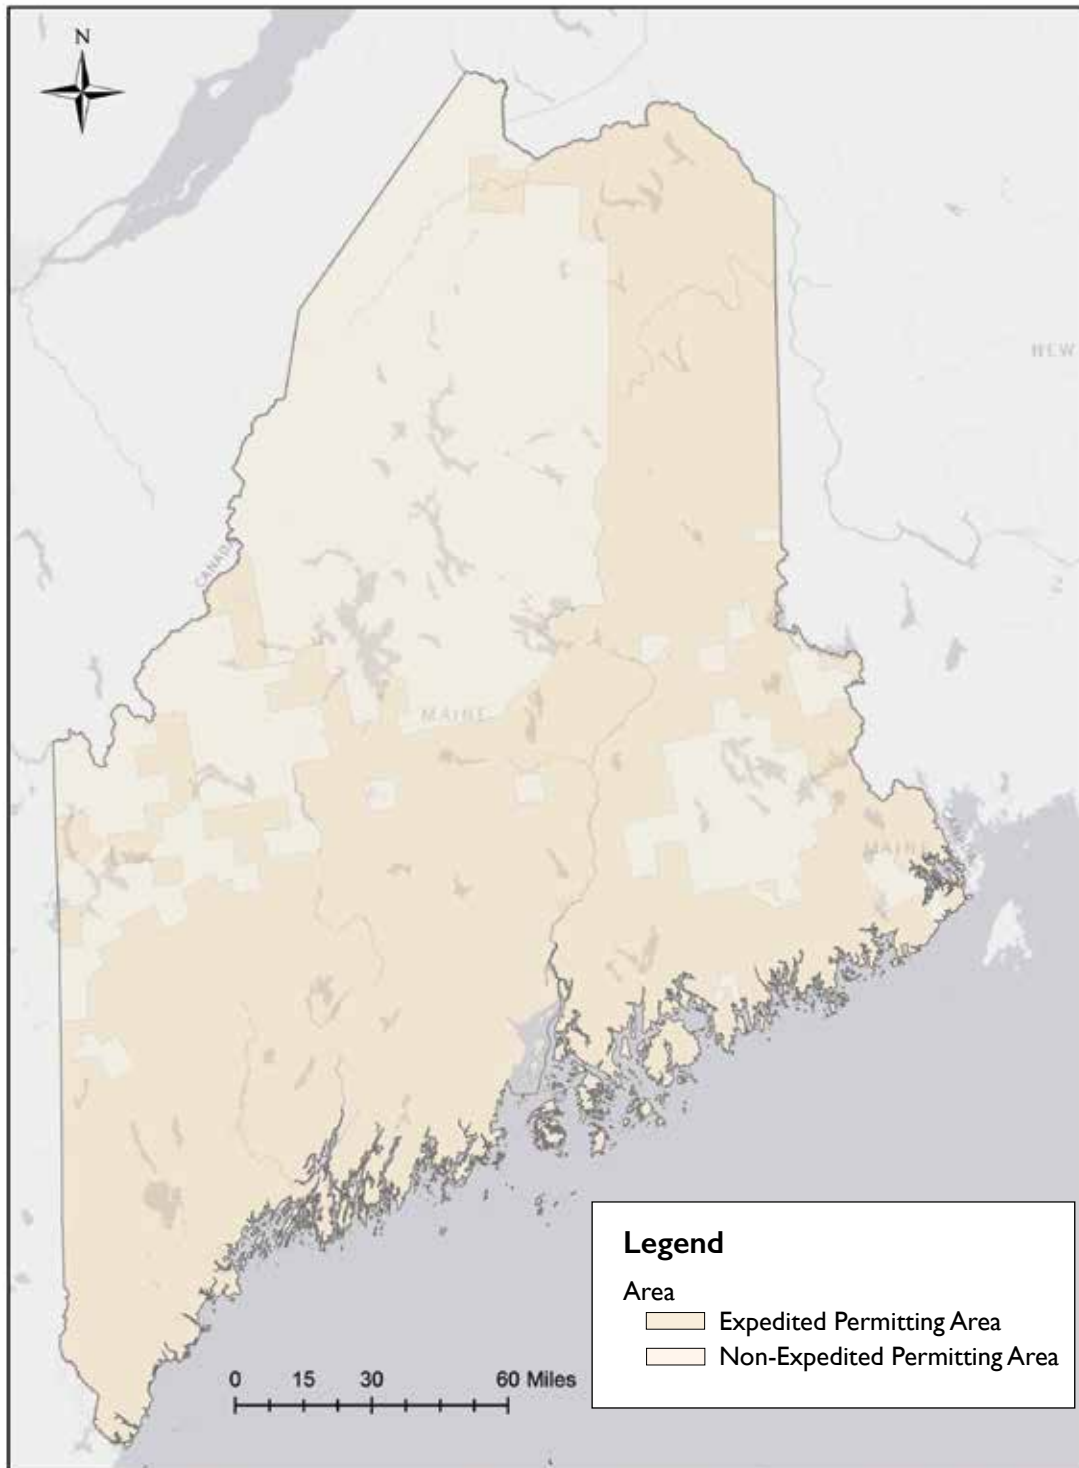 N
NEW
CANADA
MAINE
MAINE
Legend
Area
Expedited Permitting Area
Non-Expedited Permitting Area
0 15 30 60 Miles